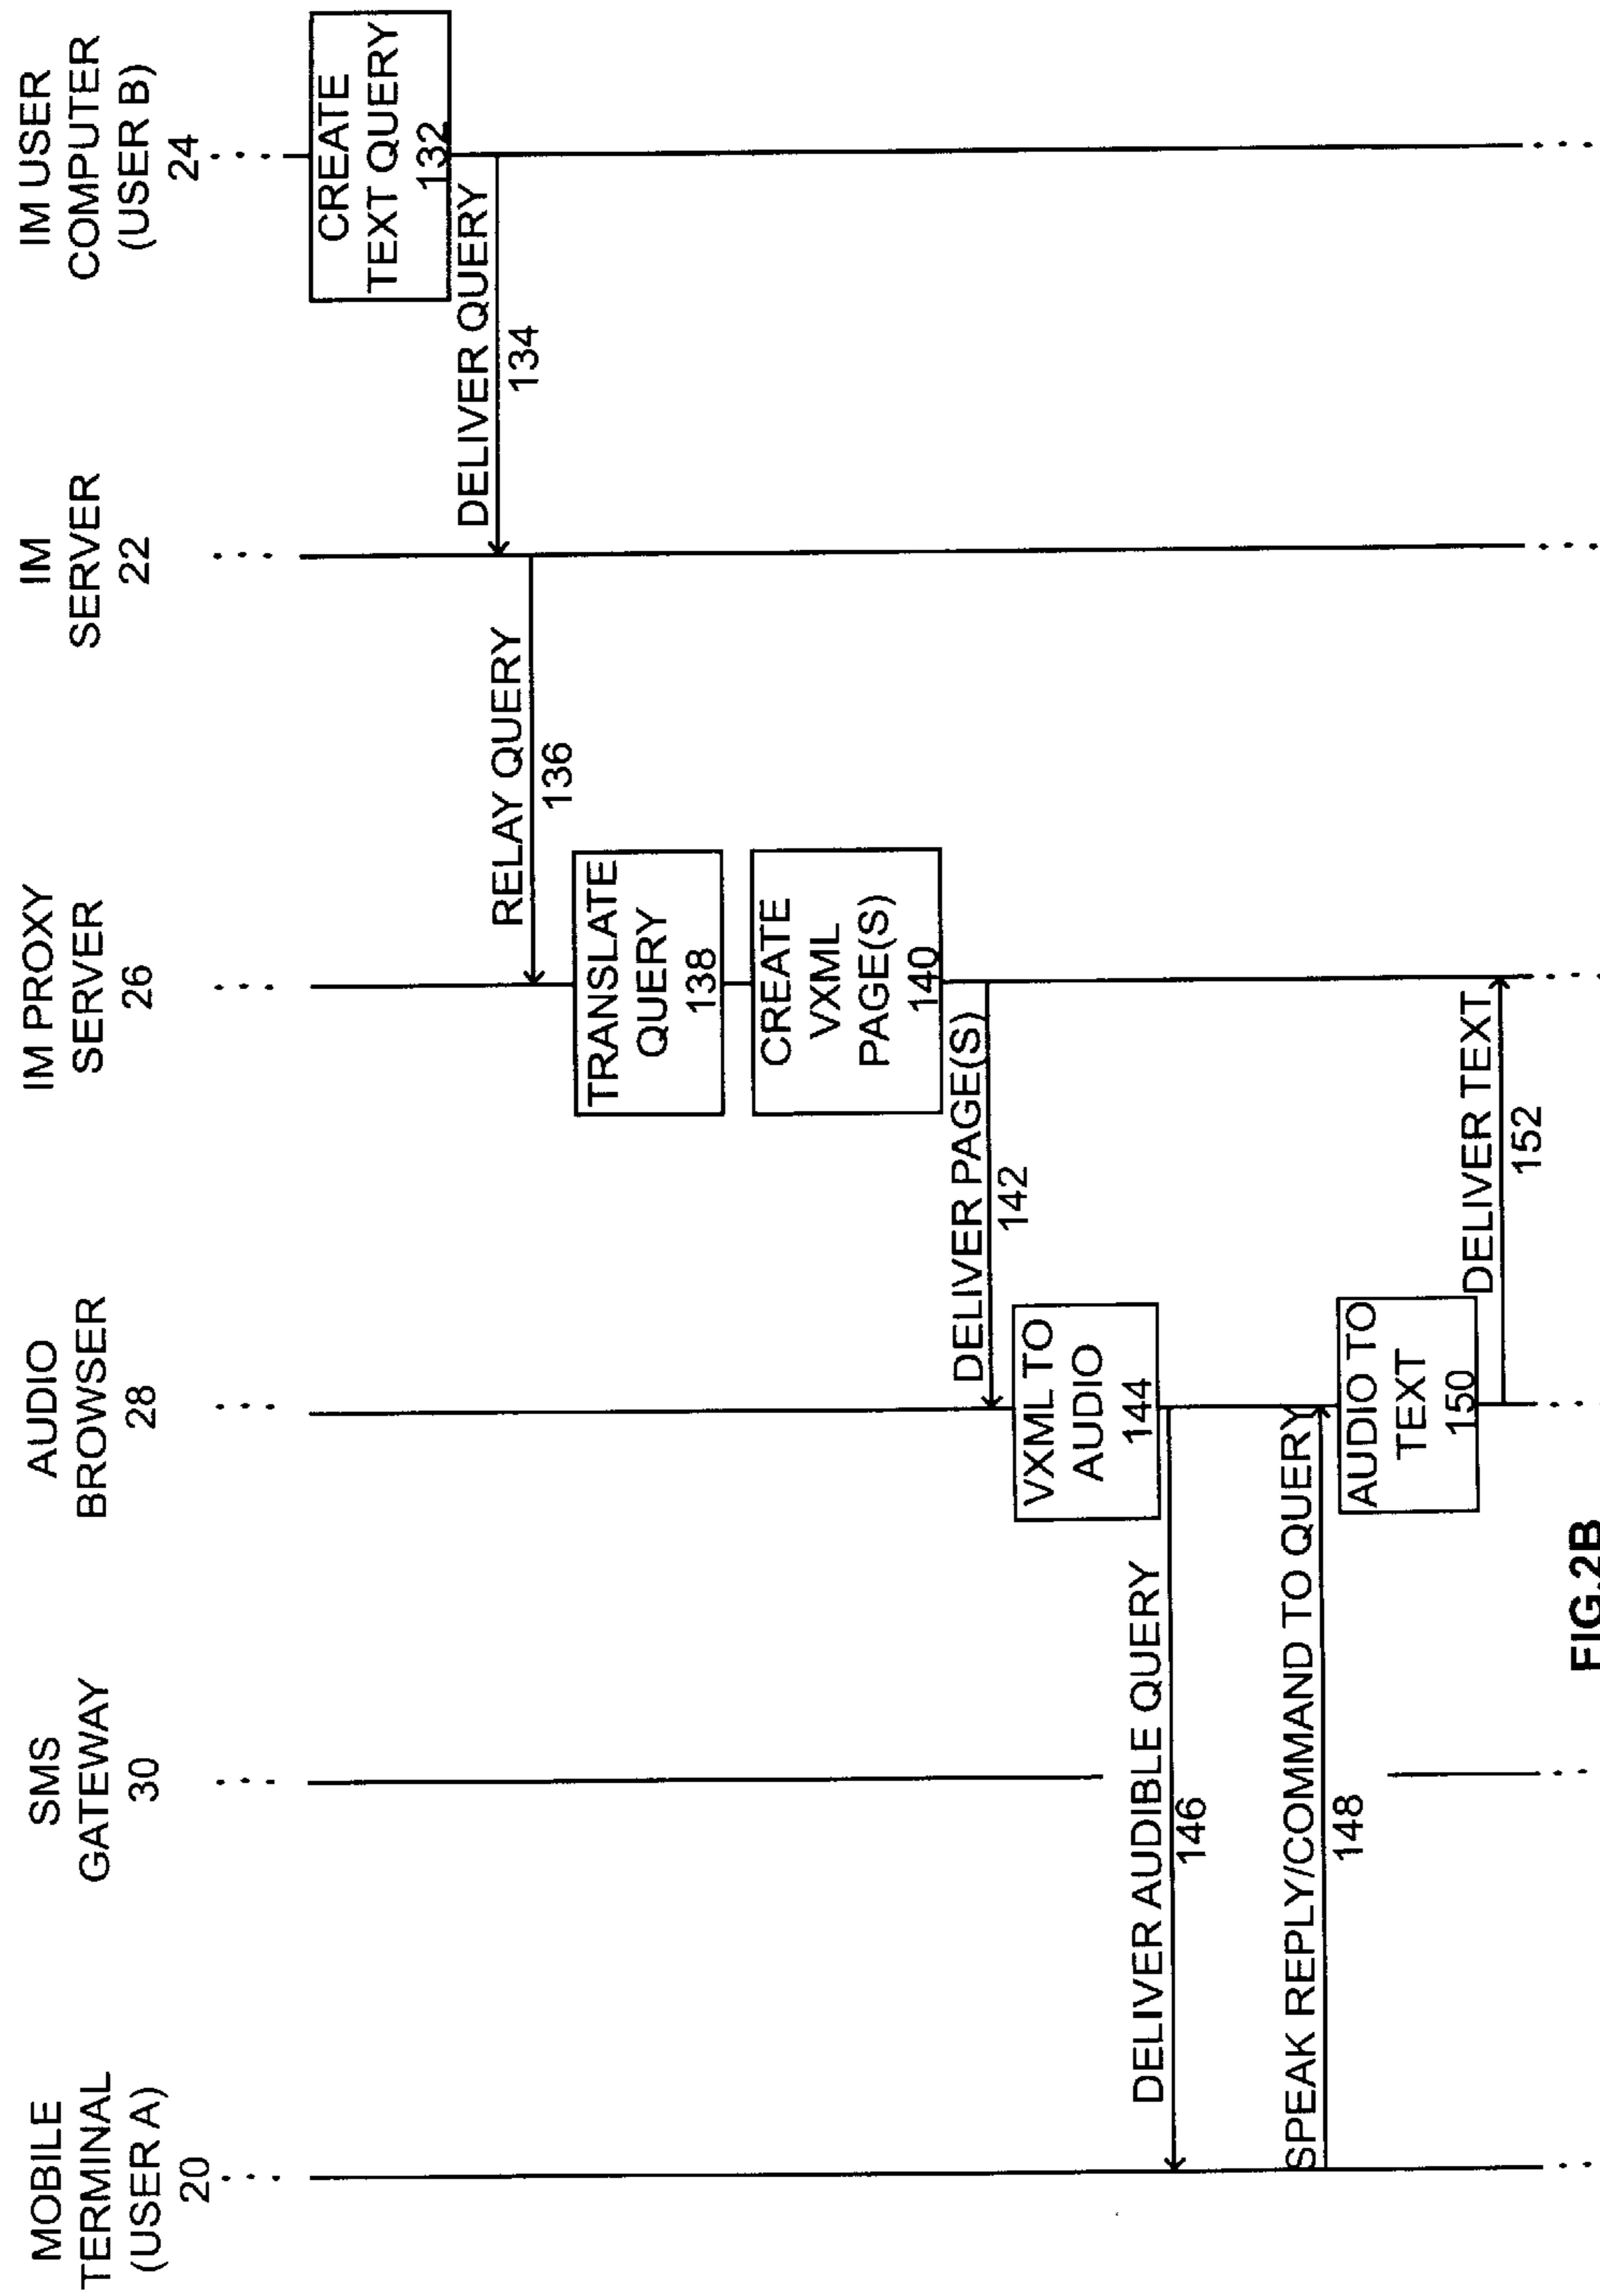 MOBILE
TERMINAL
(USER A)
20
SMS
GATEWAY
30
AUDIO
BROWSER
28
IM PROXY
SERVER
26
IM
SERVER
22
IM USER
COMPUTER
(USER B)
24
CREATE
TEXT QUERY
132
DELIVER QUERY
134
RELAY QUERY
136
TRANSLATE
QUERY
138
CREATE
VXML
PAGE(S)
140
DELIVER PAGE(S)
142
VXML TO
AUDIO
144
DELIVER AUDIBLE QUERY
146
SPEAK REPLY/COMMAND TO QUERY
148
AUDIO TO
TEXT
150
DELIVER TEXT
152
FIG.2B